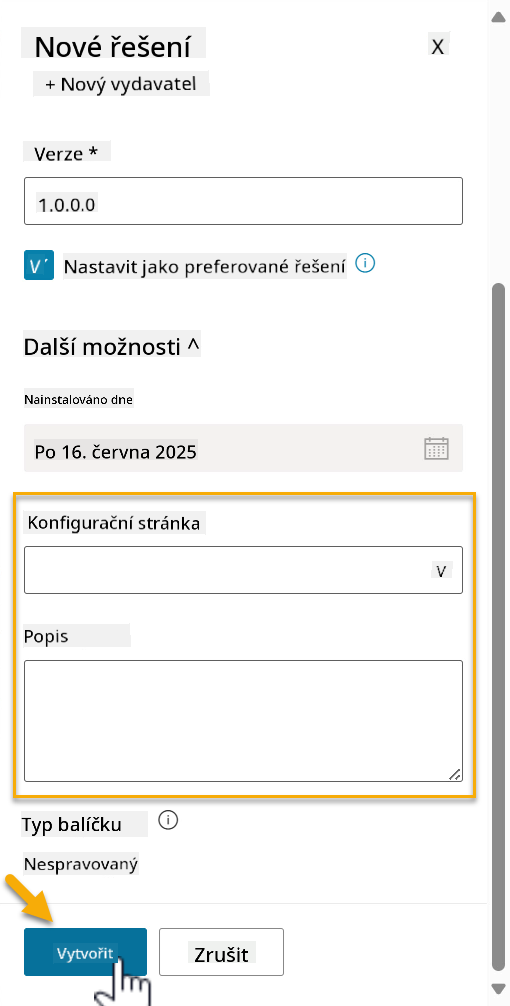 Nové řešení
X
+ Nový vydavatel
Verze *
1.0.0.0
V Nastavit jako preferované řešení
Další možnosti ^
Nainstalováno dne
Po 16. června 2025
Konfigurační stránka
V
Popis
Typ balíčku
Nespravovaný
Vytvořit
Zrušit